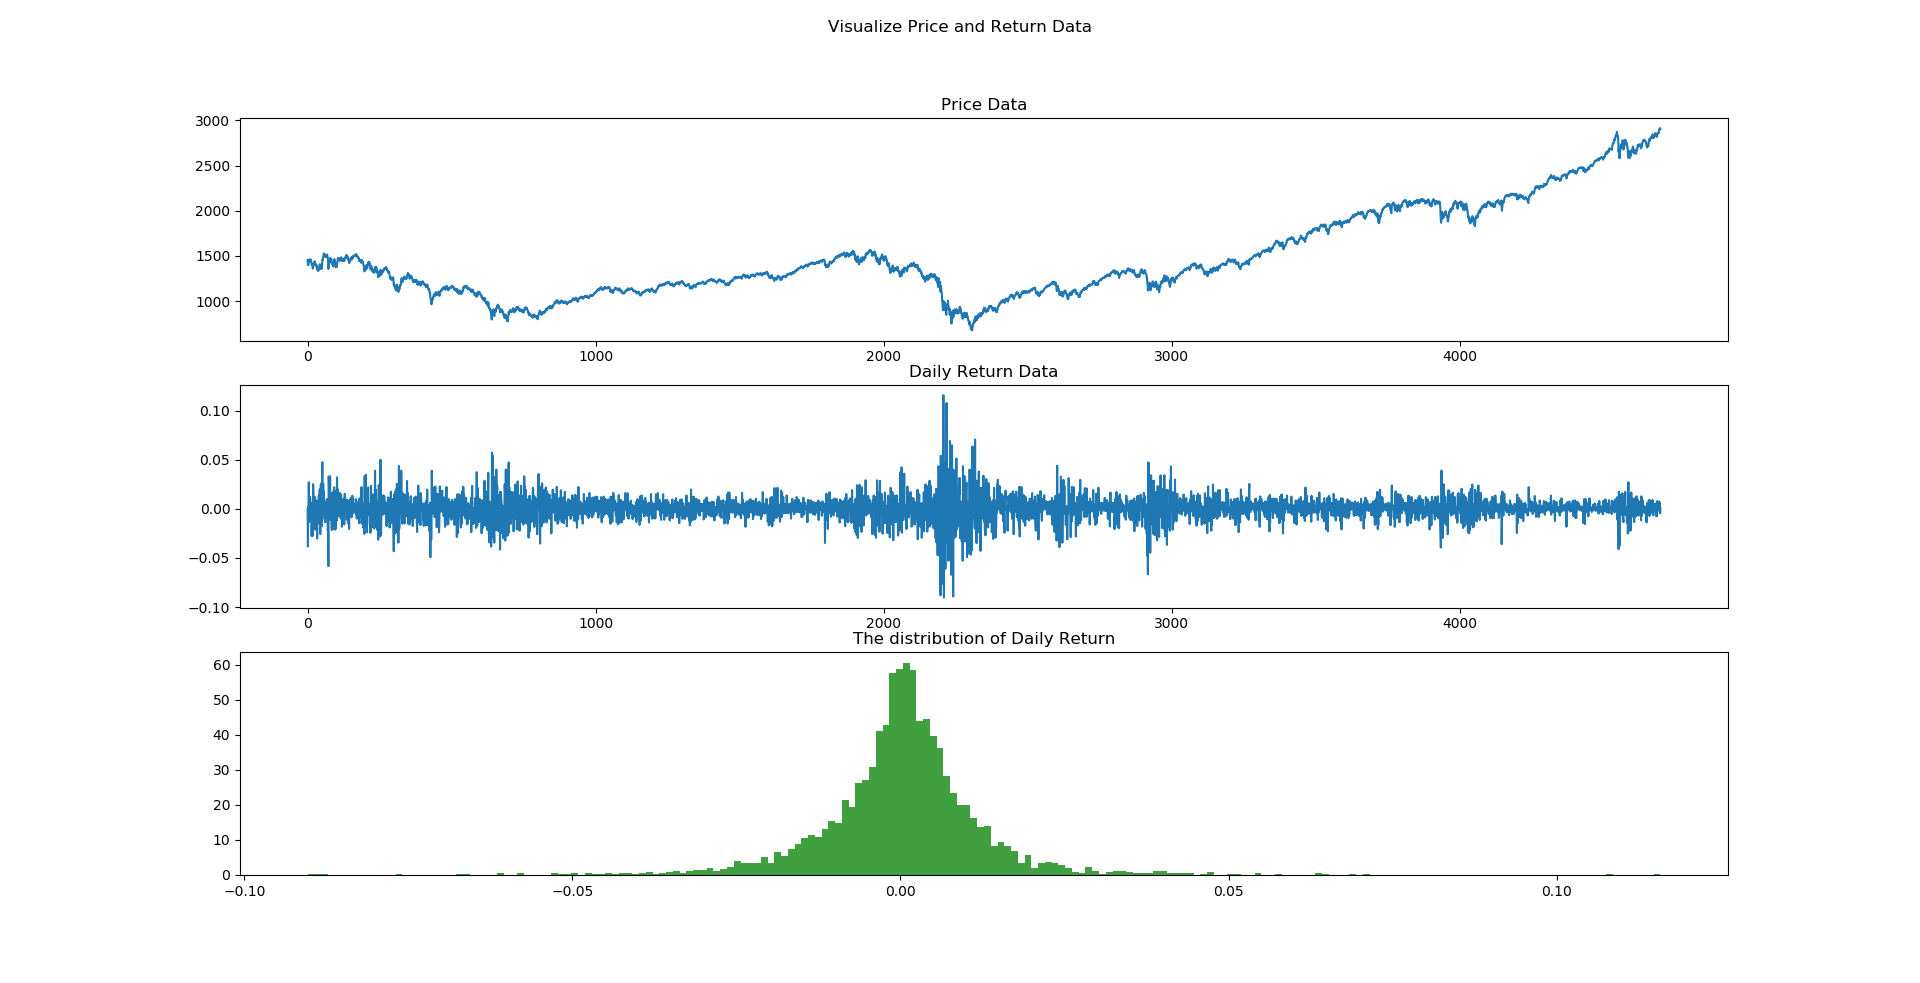 Visualize Price and Return Data
Price Data
3000
2500
2000
1500
1000
0 1000 2000 3000 4000
Daily Return Data
0.10
0.05
0.00
−0.05
−0.10
0 1000 2000 3000 4000
The distribution of Daily Return
60
50
40
30
20
10
0
−0.10 −0.05 0.00 0.05 0.10